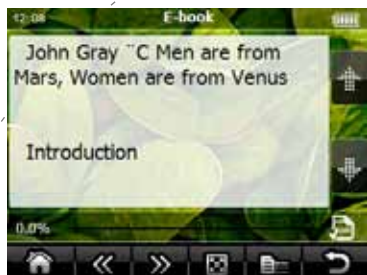 12:08 E-book
John Gray ¨C Men are from
Mars, Women are from Venus
Introduction
0.0%